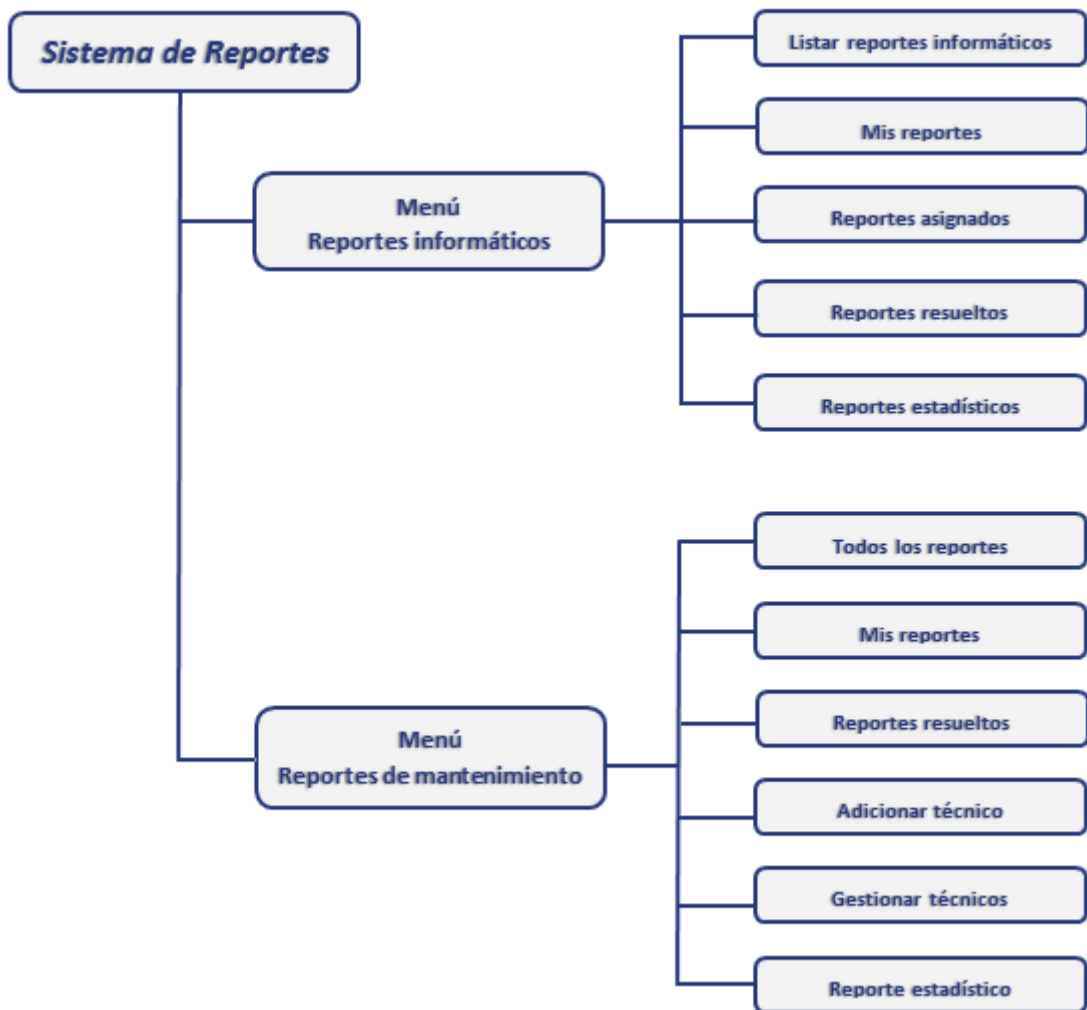 Sistema de Reportes
Menú
Reportes informáticos
Listar reportes informáticos
Mis reportes
Reportes asignados
Reportes resueltos
Reportes estadísticos
Menú
Reportes de mantenimiento
Todos los reportes
Mis reportes
Reportes resueltos
Adicionar técnico
Gestionar técnicos
Reporte estadístico